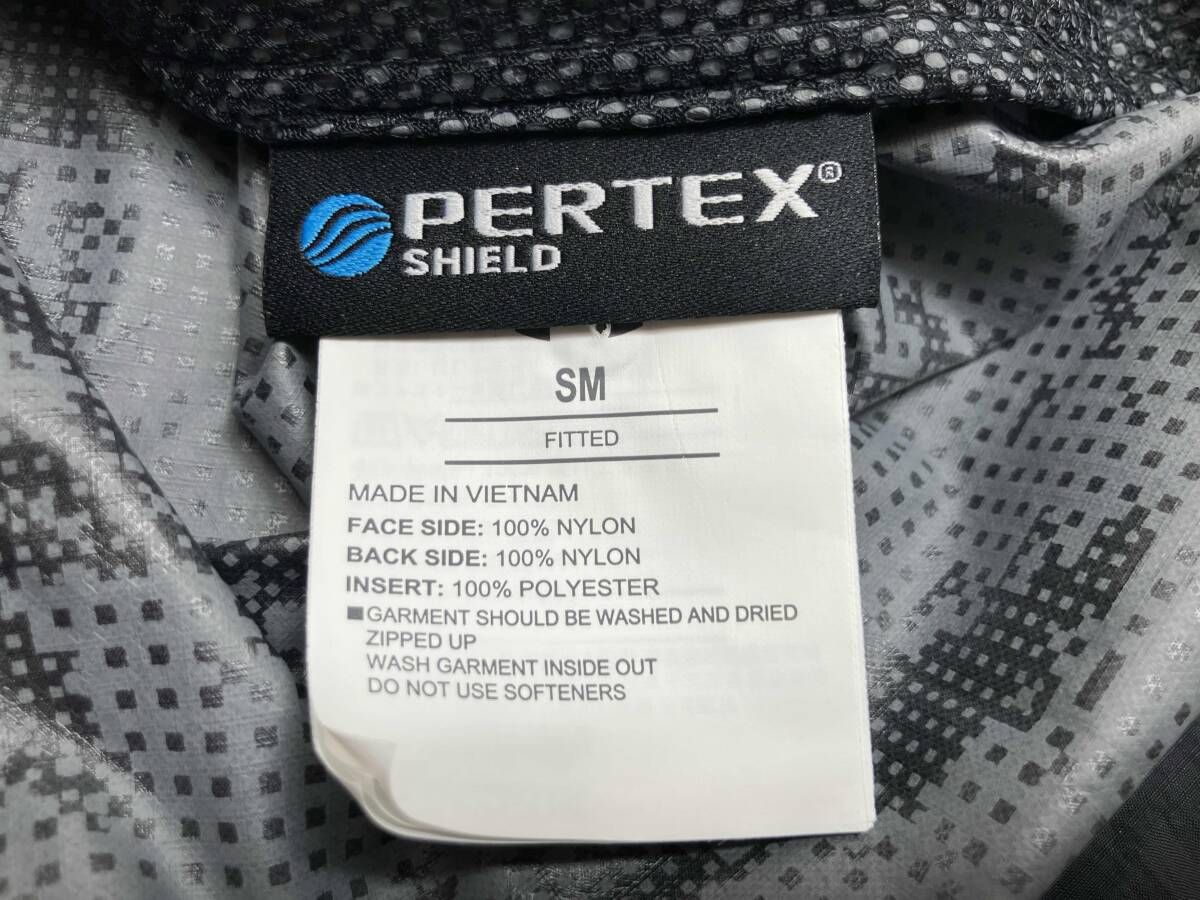 PERTEX®
SHIELD
SM
FITTED
MADE IN VIETNAM
FACE SIDE: 100% NYLON
BACK SIDE: 100% NYLON
INSERT: 100% POLYESTER
■GARMENT SHOULD BE WASHED AND DRIED
ZIPPED UP
WASH GARMENT INSIDE OUT
DO NOT USE SOFTENERS